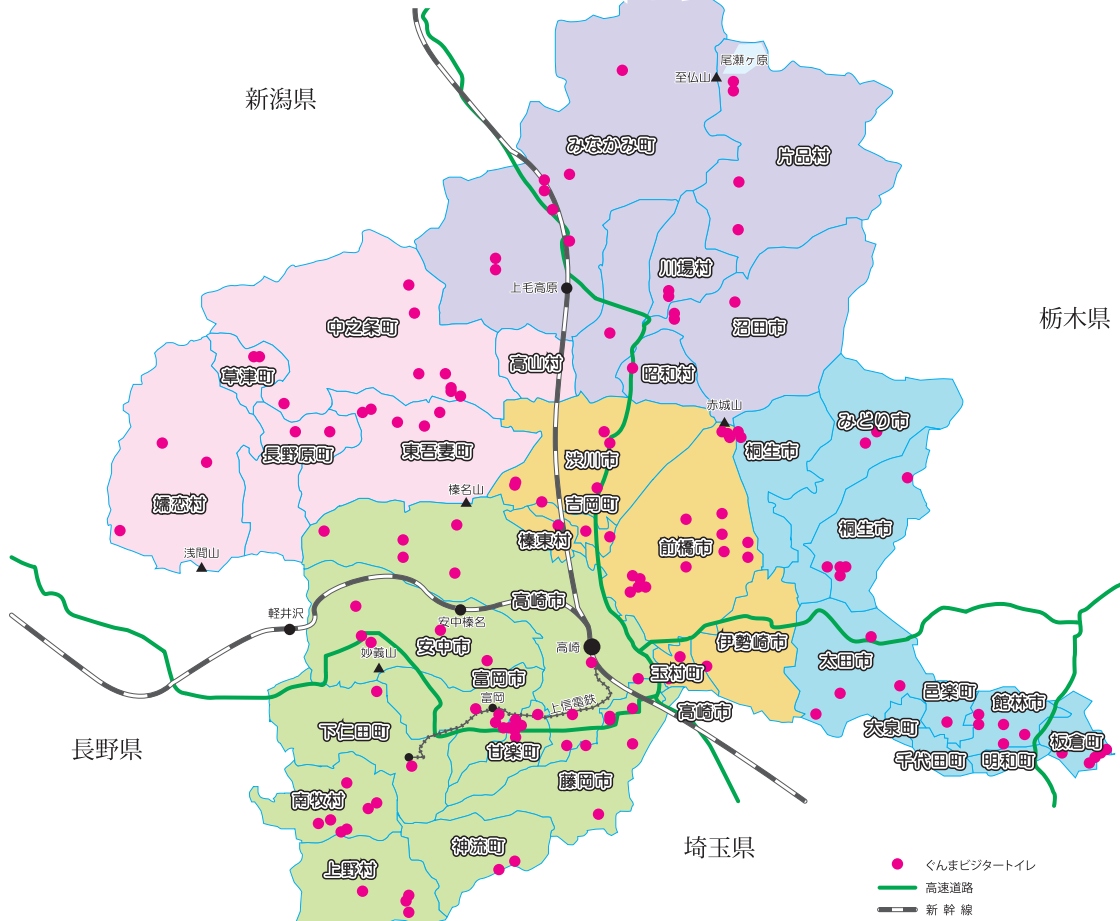 尾瀬ヶ原
至仏山
新潟県
みなかみ町
片品村
川場村
上毛高原
栃木県
中之条町
沼田市
高山村
草津町
昭和村
赤城山
みどり市
東吾妻町
桐生市
長野原町
渋川市
榛名山
嬬恋村
吉岡町
桐生市
榛東村
前橋市
浅間山
高崎市
軽井沢
安中榛名
安中市
高崎
伊勢崎市
妙義山
太田市
富岡市
玉村町
富岡
上信電鉄
邑楽町
館林市
高崎市
下仁田町
大泉町
板倉町
長野県
甘楽町
千代田町
明和町
藤岡市
南牧村
神流町
埼玉県
上野村
ぐんまビジタートイレ
高速道路
新幹線